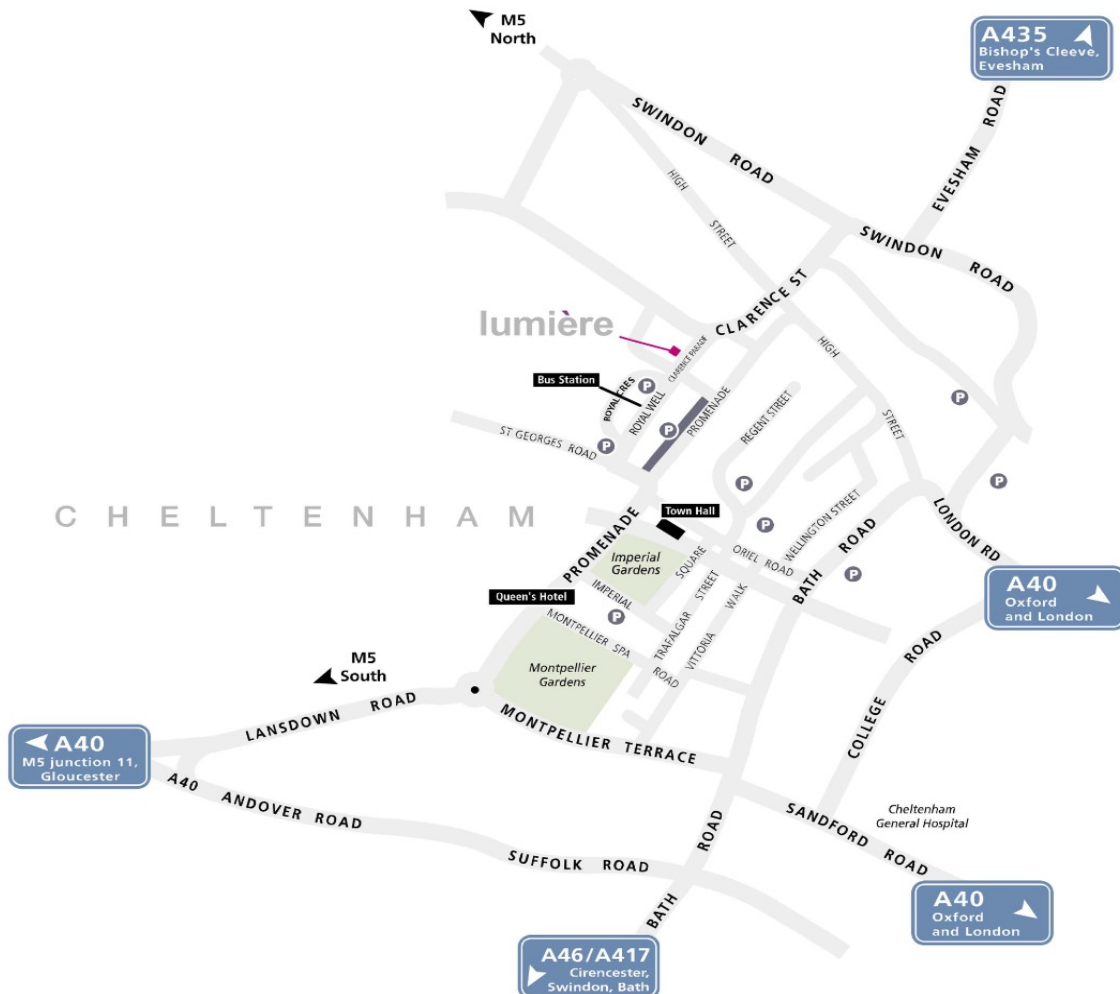 M5
North
A435
Bishop's Cleeve,
Evesham
SWINDON ROAD
EVESHAM ROAD
HIGH STREET
SWINDON ROAD
CLARENCE ST
lumière
CLARENCE PARADE
HIGH STREET
Bus Station
P
ROYAL CRES
ROYAL WELL
P
PROMENADE
REGENT STREET
P
ST GEORGES ROAD
P
P
P
CHELTENHAM
Town Hall
P
WELLINGTON STREET
LONDON RD
PROMENADE
Imperial
Gardens
IMPERIAL SQUARE
ORIEL ROAD
BATH ROAD
P
A40
Oxford
and London
Queen's Hotel
P
MONTPELLIER SPA ROAD
TRAFALGAR STREET
VITTORIA WALK
COLLEGE ROAD
M5
South
Montpellier
Gardens
LANSDOWN ROAD
MONTPELLIER TERRACE
A40
M5 junction 11,
Gloucester
A40 ANDOVER ROAD
SUFFOLK ROAD
BATH ROAD
SANDFORD ROAD
Cheltenham
General Hospital
A40
Oxford
and London
A46/A417
Cirencester,
Swindon, Bath